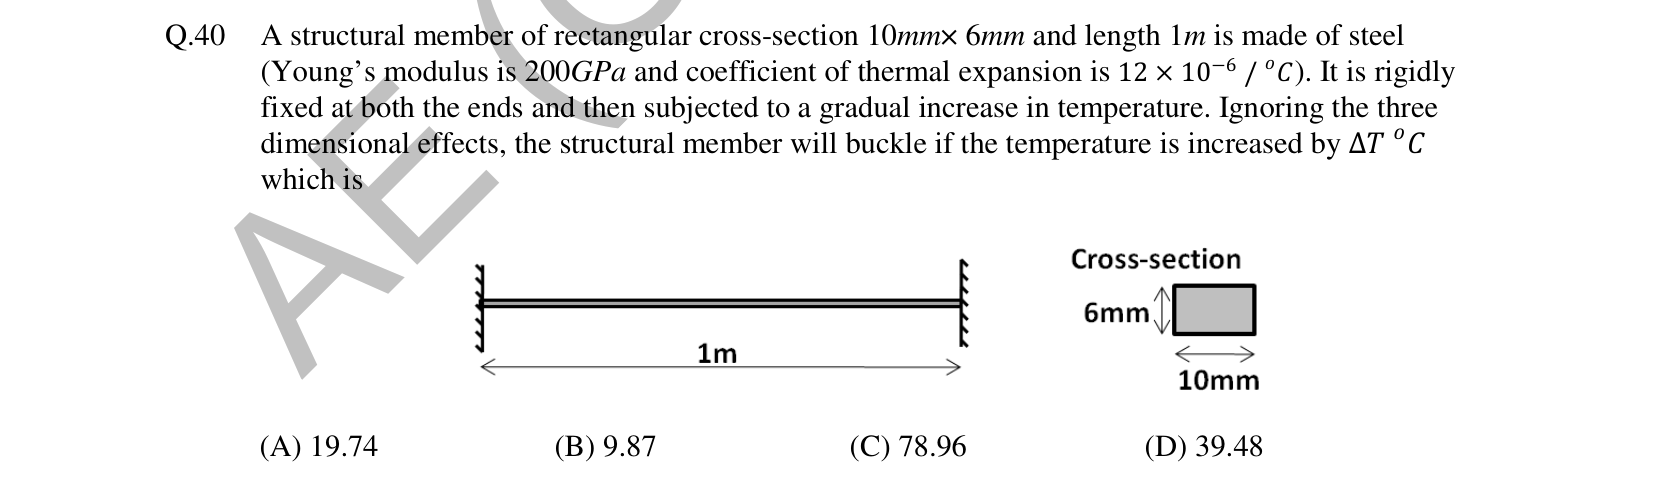 Q.40 A structural member of rectangular cross-section 10mm× 6mm and length 1m is made of steel
(Young’s modulus is 200GPa and coefficient of thermal expansion is 12 × 10⁻⁶ / °C). It is rigidly
fixed at both the ends and then subjected to a gradual increase in temperature. Ignoring the three
dimensional effects, the structural member will buckle if the temperature is increased by ΔT °C
which is
Cross-section
6mm
1m
10mm
(A) 19.74 (B) 9.87 (C) 78.96 (D) 39.48
AE (